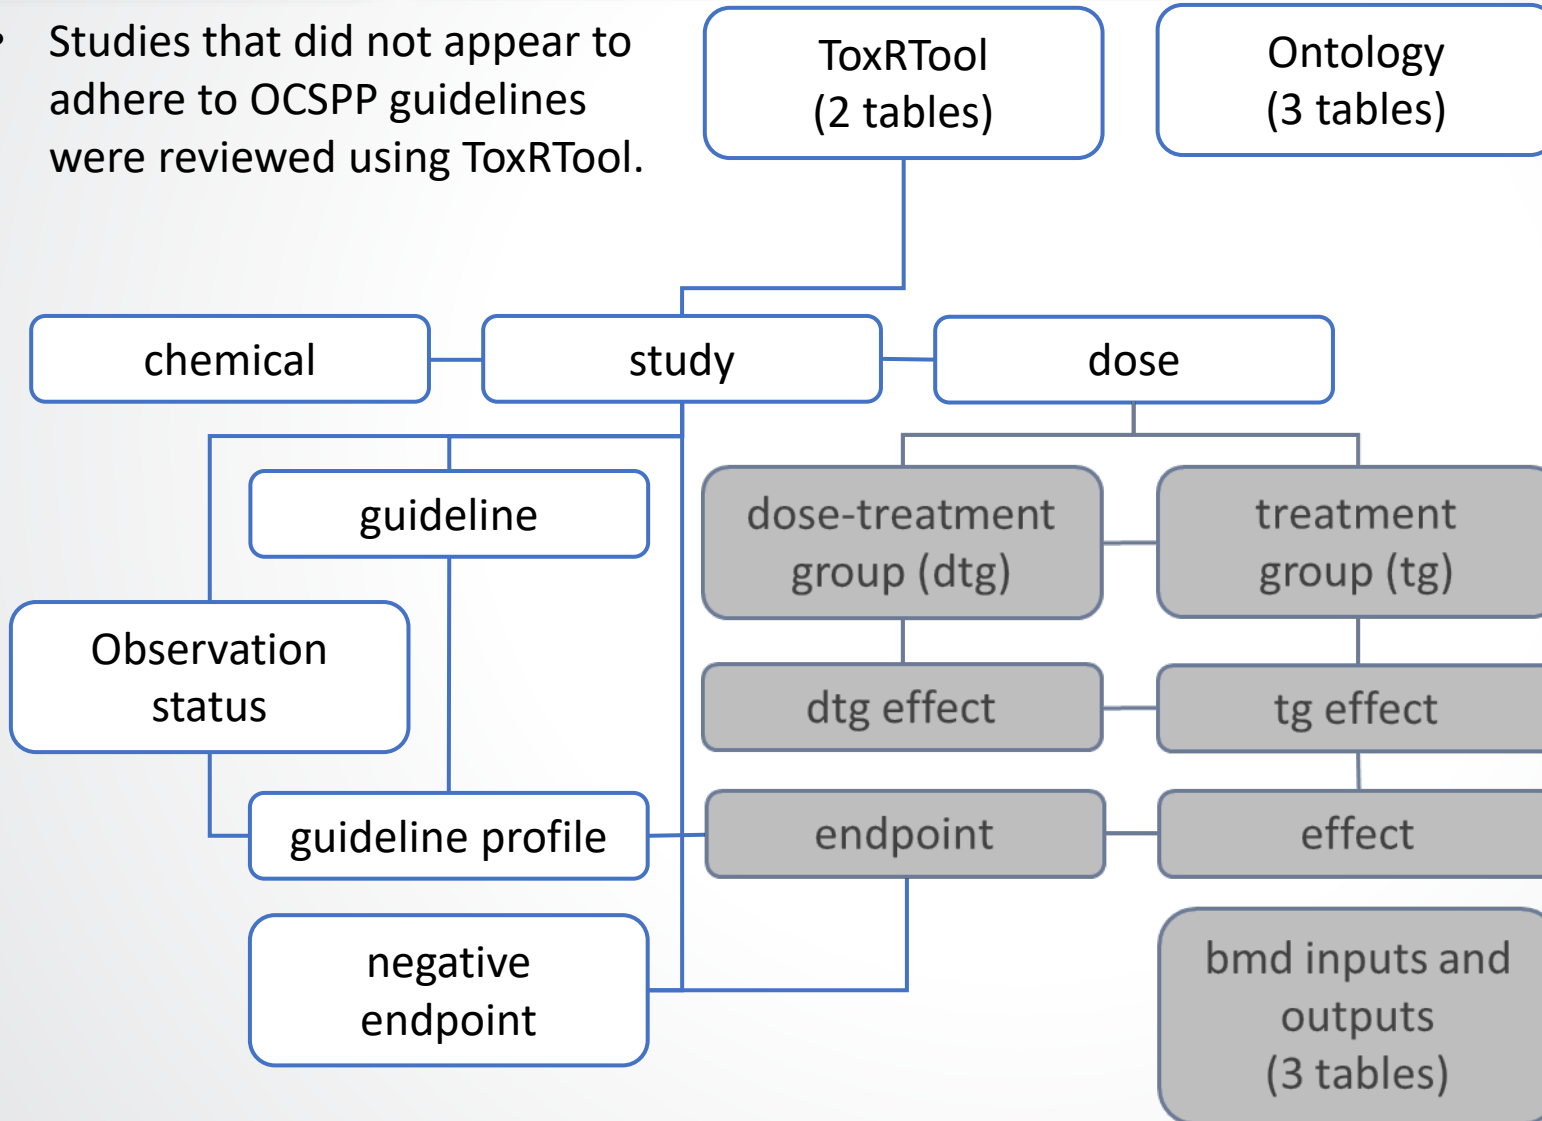 • Studies that did not appear to
adhere to OCSPP guidelines
were reviewed using ToxRTool.
ToxRTool
(2 tables)
Ontology
(3 tables)
chemical
study
dose
guideline
dose-treatment
group (dtg)
treatment
group (tg)
Observation
status
dtg effect
tg effect
guideline profile
endpoint
effect
negative
endpoint
bmd inputs and
outputs
(3 tables)